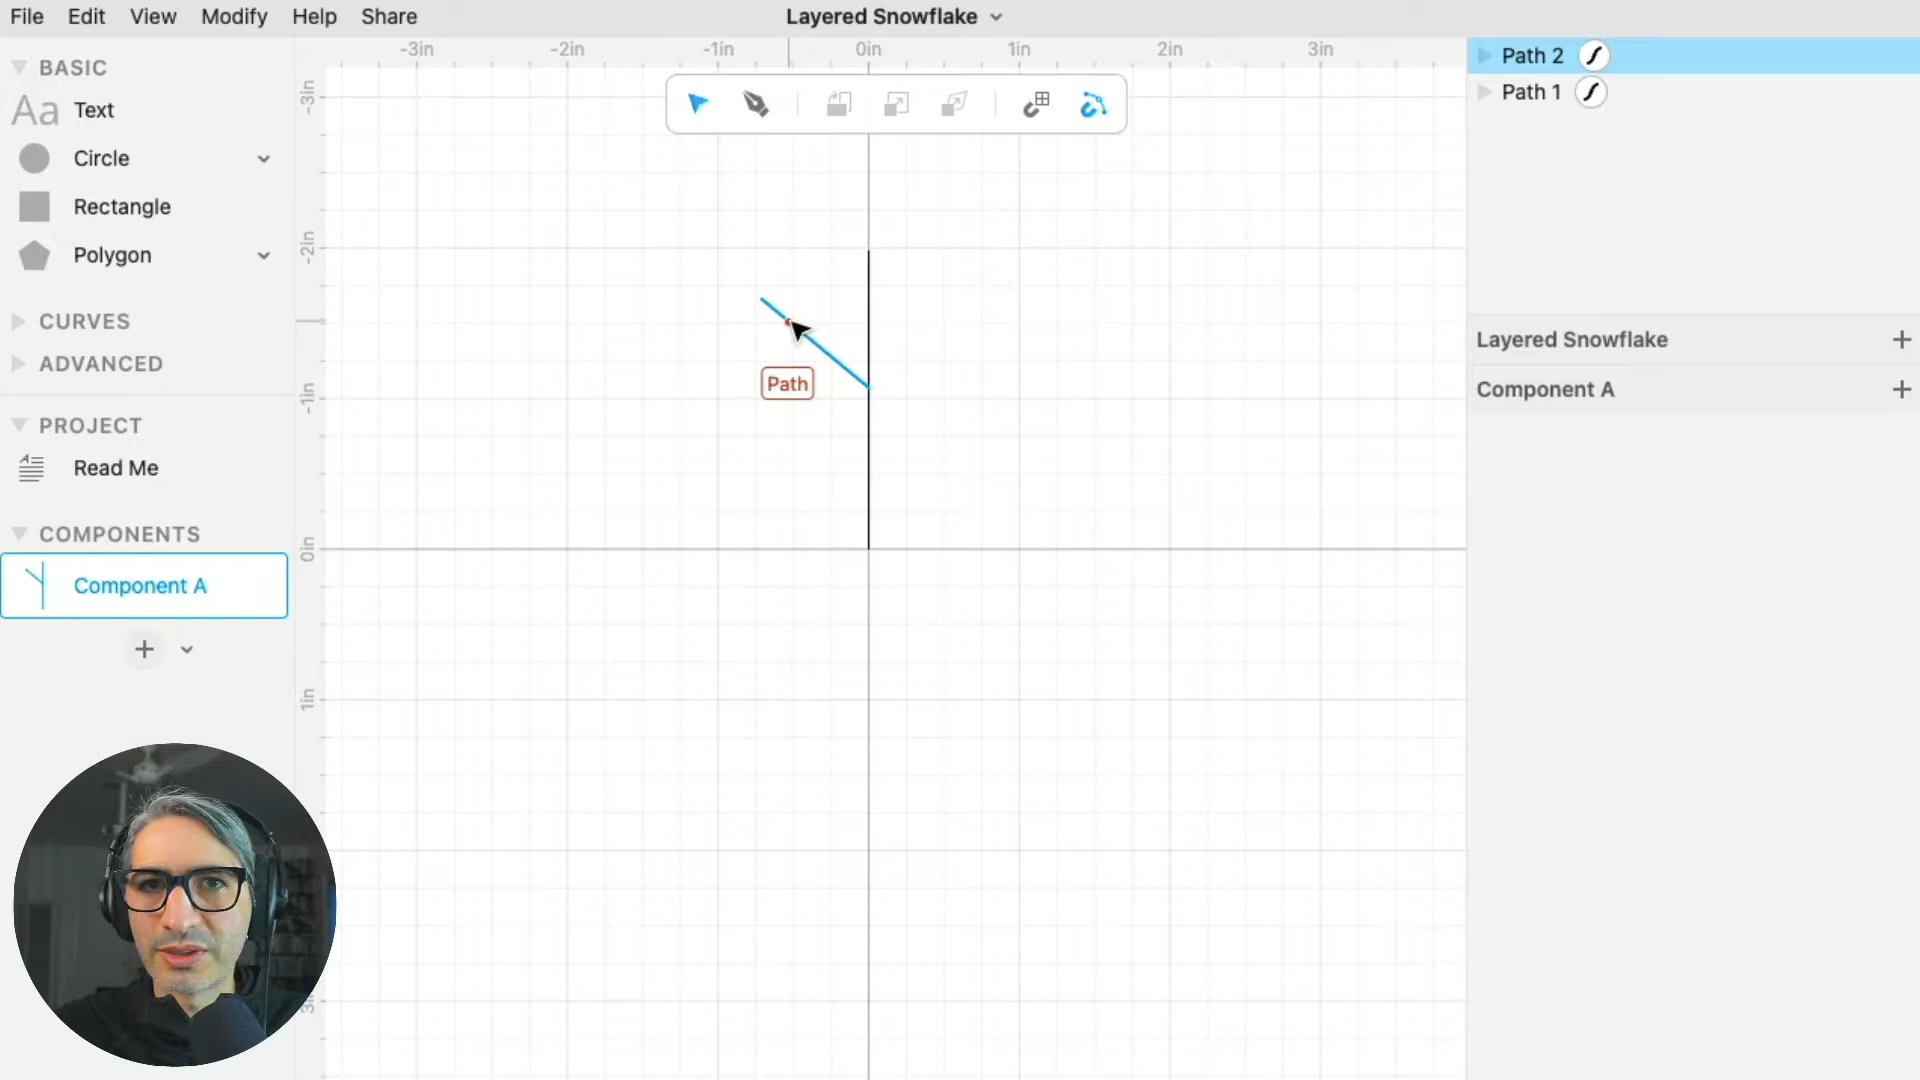 File Edit View Modify Help Share
Layered Snowflake
BASIC
Aa Text
Circle
Rectangle
Polygon
CURVES
ADVANCED
PROJECT
Read Me
COMPONENTS
Component A
-3in -2in -1in 0in 1in 2in 3in
-3in
-2in
-1in
0in
1in
Path
Path 2
Path 1
Layered Snowflake
Component A